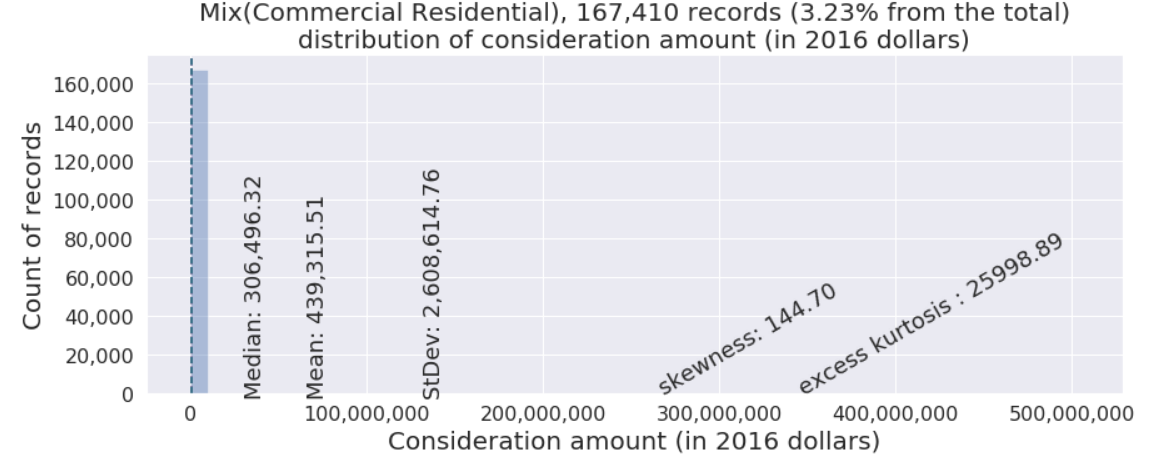 Mix(Commercial Residential), 167,410 records (3.23% from the total)
distribution of consideration amount (in 2016 dollars)
Count of records
160,000
140,000
120,000
100,000
80,000
60,000
40,000
20,000
0
Median: 306,496.32
Mean: 439,315.51
StDev: 2,608,614.76
skewness: 144.70
excess kurtosis : 25998.89
0
100,000,000
200,000,000
300,000,000
400,000,000
500,000,000
Consideration amount (in 2016 dollars)